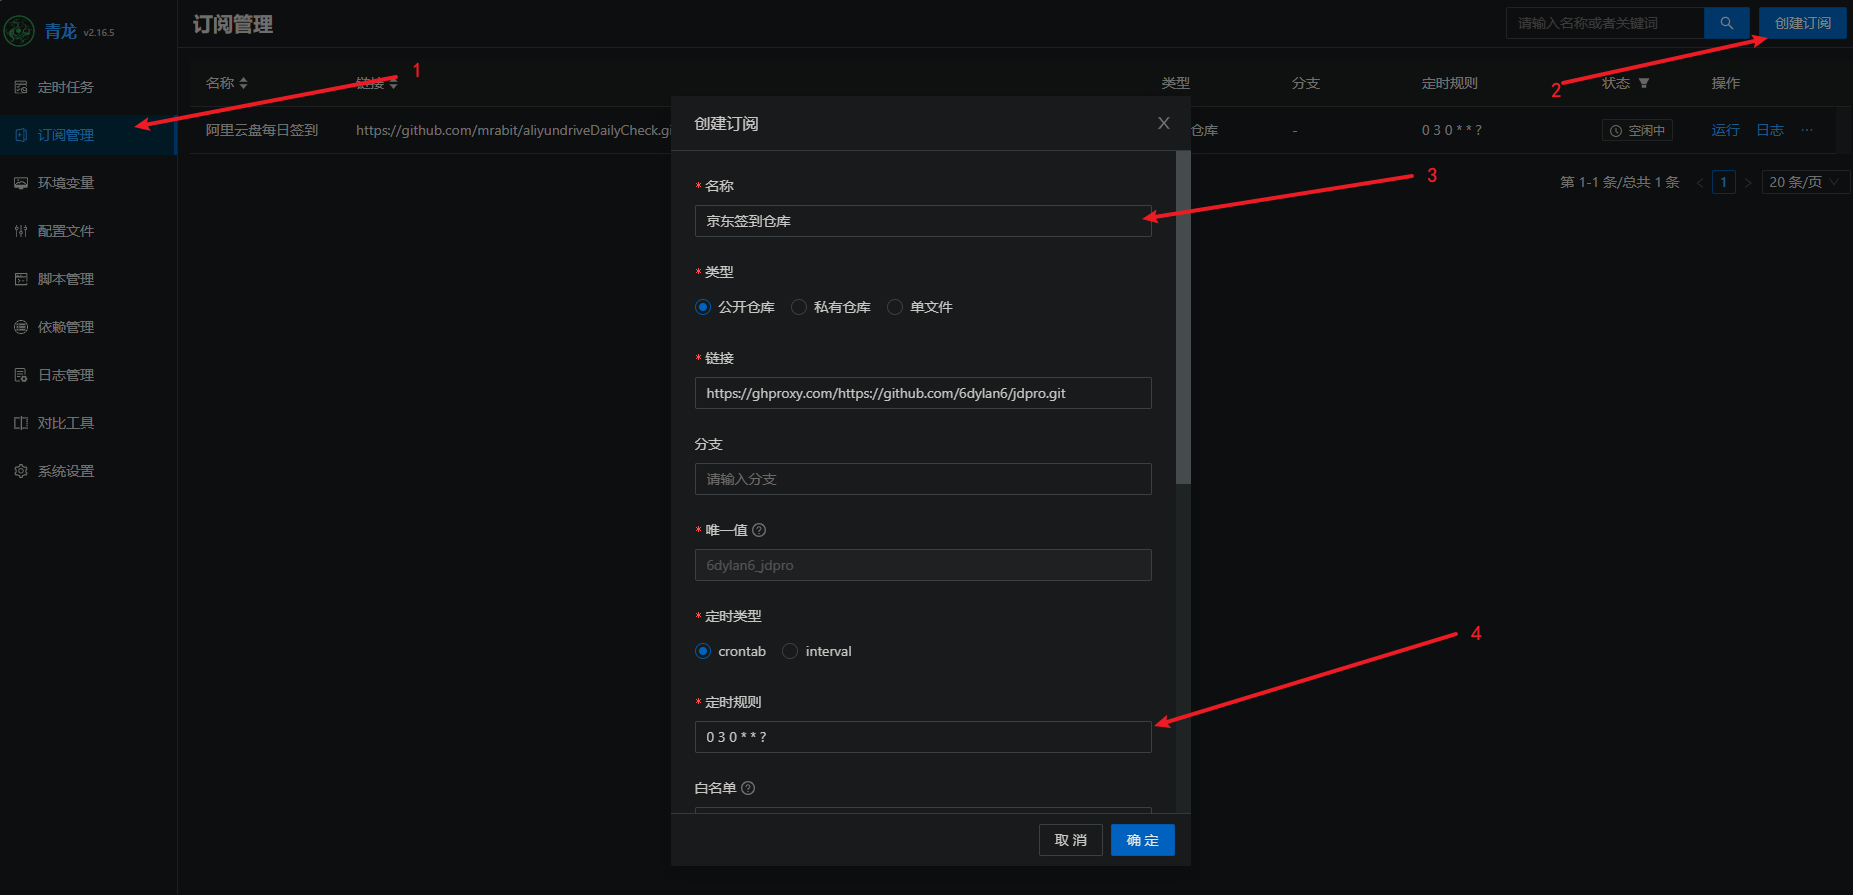 青龙 v2.16.5
订阅管理
请输入名称或者关键词
创建订阅
定时任务
订阅管理
环境变量
配置文件
脚本管理
依赖管理
日志管理
对比工具
系统设置
1
2
名称 链接 类型 分支 定时规则 状态 操作
阿里云盘每日签到 https://github.com/mrabit/aliyundriveDailyCheck.gi 仓库 - 0 3 0 * * ? 空闲中 运行 日志 ···
第 1-1 条/总共 1 条 < 1 > 20 条/页
创建订阅 X
* 名称
京东签到仓库
3
* 类型
公开仓库 私有仓库 单文件
* 链接
https://ghproxy.com/https://github.com/6dylan6/jdpro.git
分支
请输入分支
* 唯一值 ?
6dylan6_jdpro
* 定时类型
crontab interval
4
* 定时规则
0 3 0 * * ?
白名单 ?
取 消 确 定